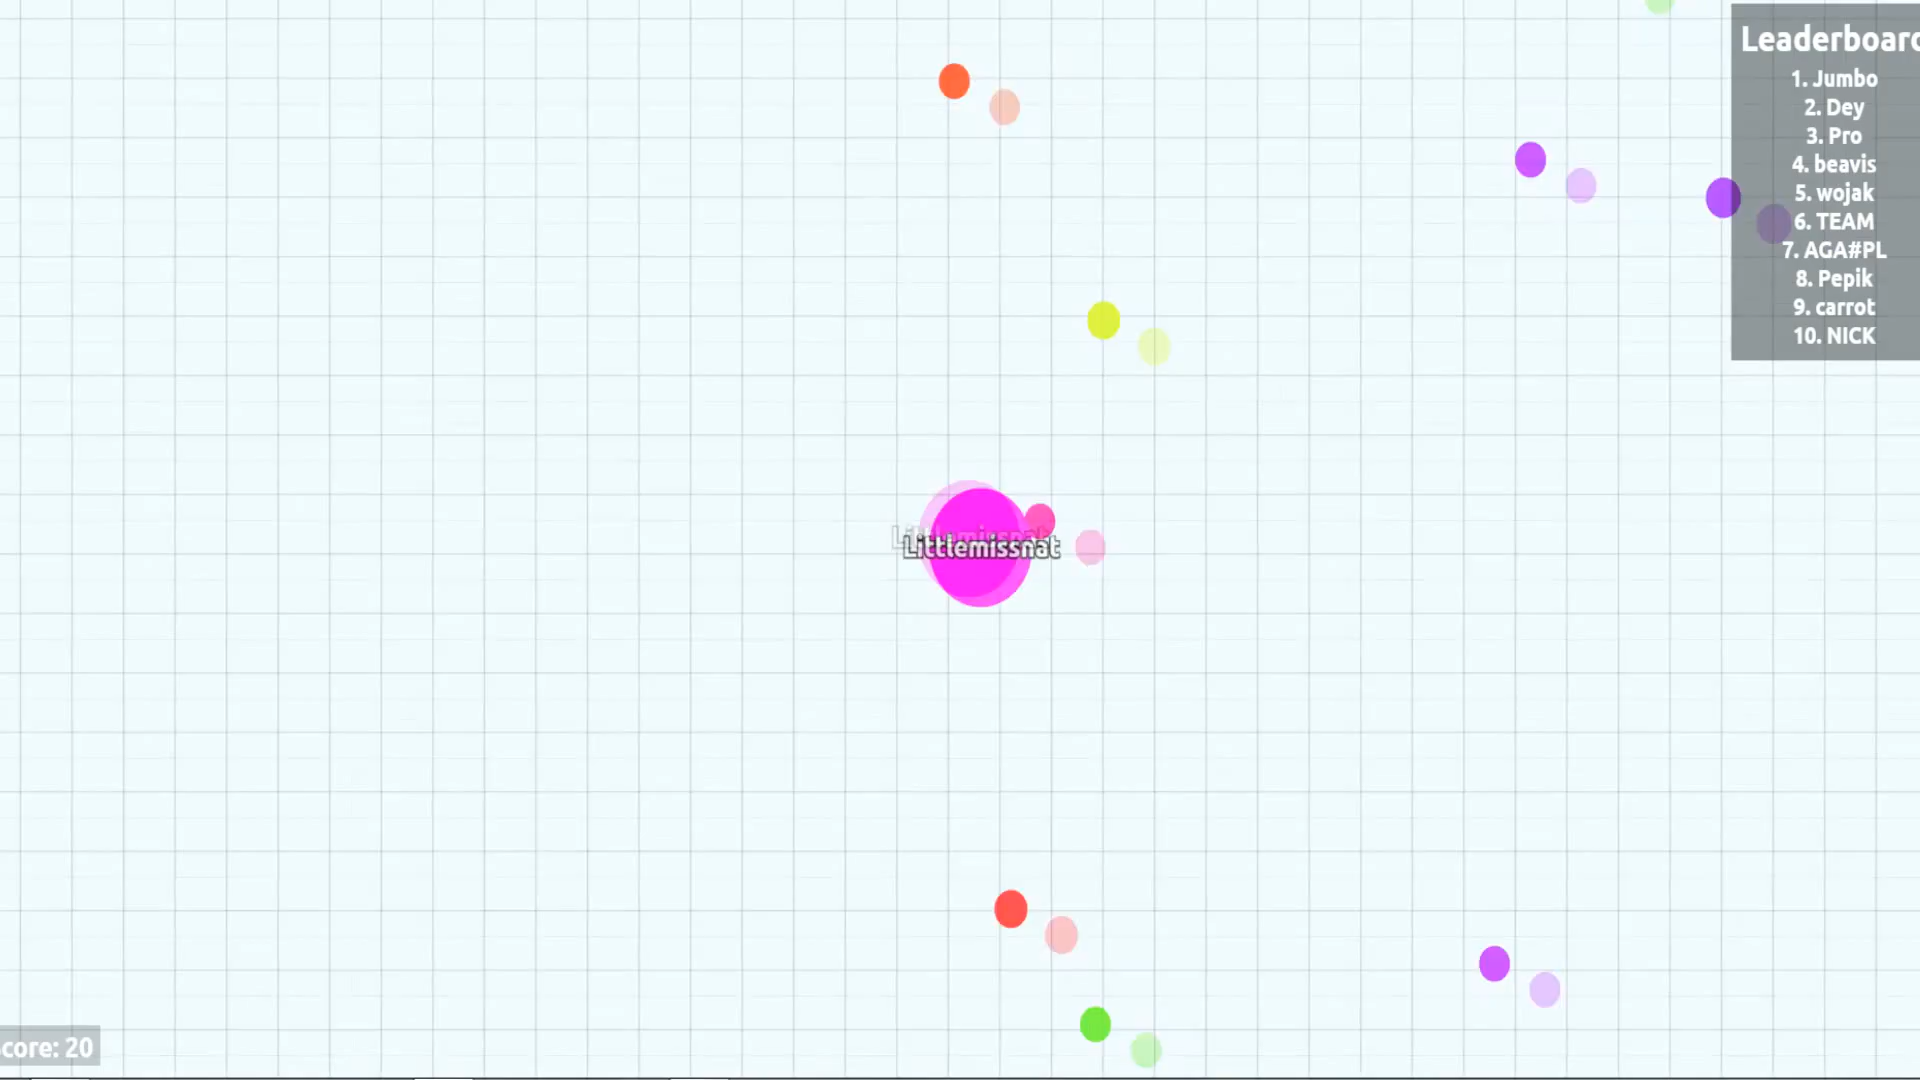 Leaderboard
1. Jumbo
2. Dey
3. Pro
4. beavis
5. wojak
6. TEAM
7. AGA#PL
8. Pepik
9. carrot
10. NICK
Littlemissnat
core: 20